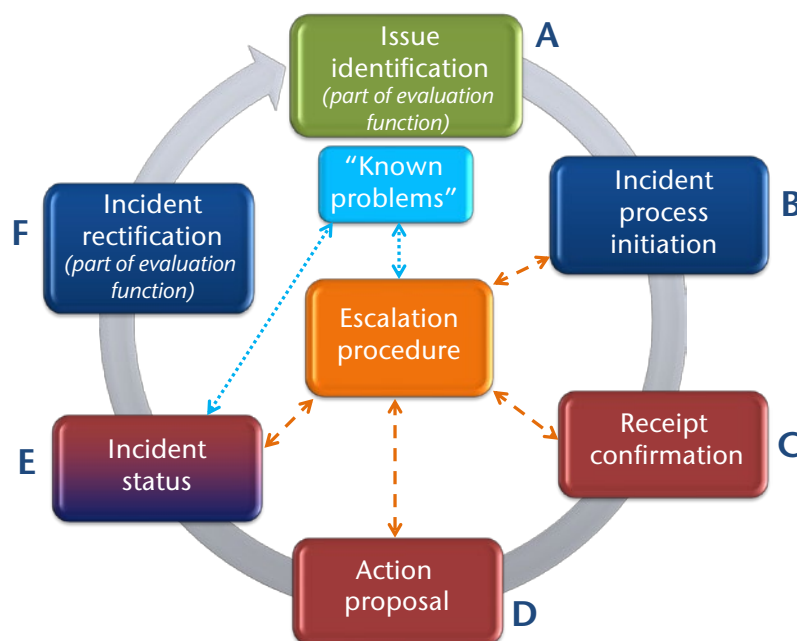 Issue
identification
(part of evaluation
function)
A
"Known
problems"
Incident
process
initiation
B
F
Incident
rectification
(part of evaluation
function)
Escalation
procedure
Receipt
confirmation
C
E
Incident
status
Action
proposal
D